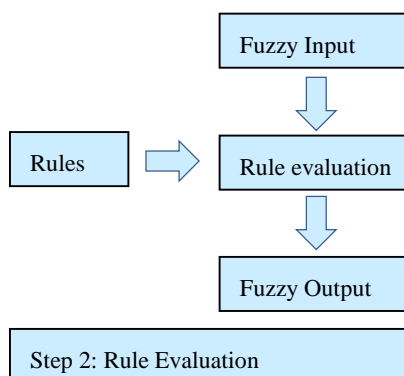 Fuzzy Input
Rules
Rule evaluation
Fuzzy Output
Step 2: Rule Evaluation